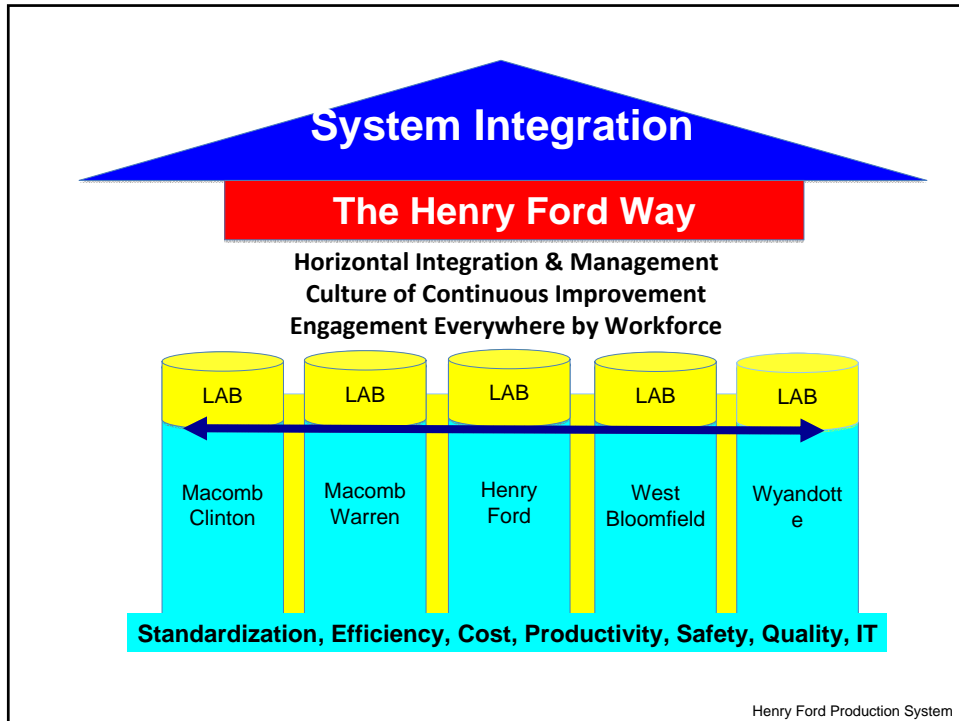 System Integration
The Henry Ford Way
Horizontal Integration & Management
Culture of Continuous Improvement
Engagement Everywhere by Workforce
LAB
LAB
LAB
LAB
LAB
Macomb
Clinton
Macomb
Warren
Henry
Ford
West
Bloomfield
Wyandott
e
Standardization, Efficiency, Cost, Productivity, Safety, Quality, IT
Henry Ford Production System